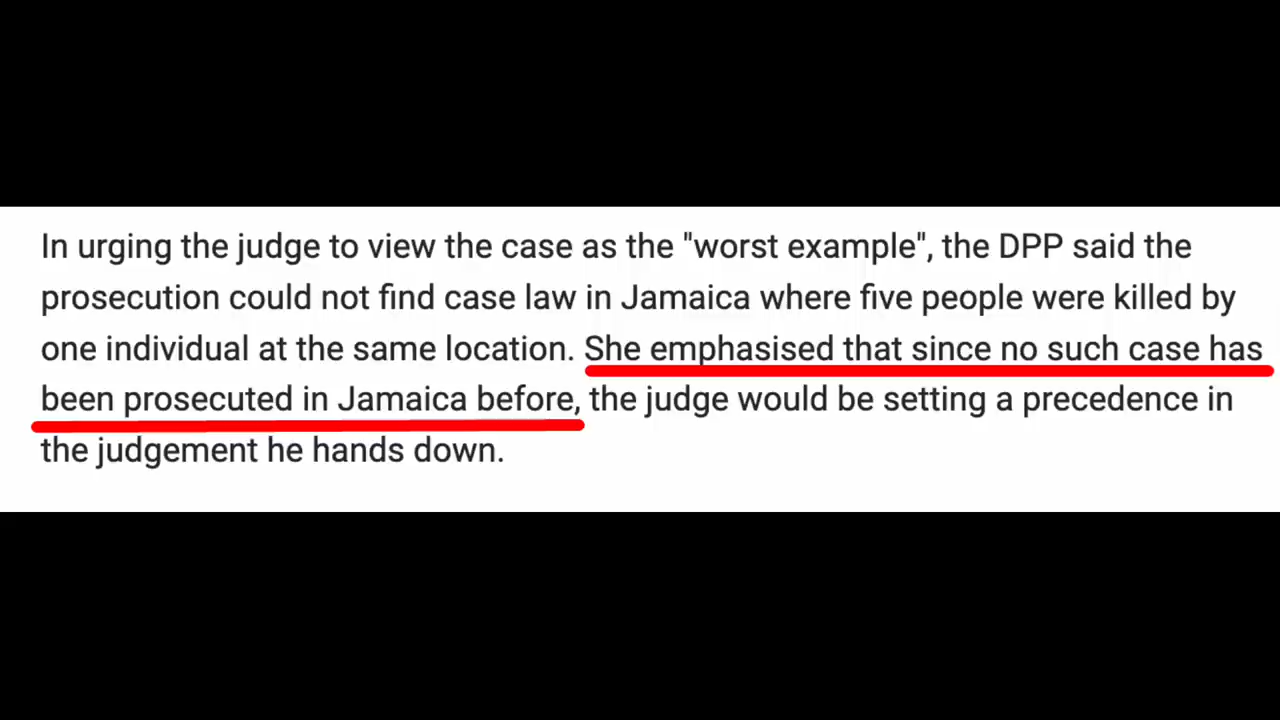 In urging the judge to view the case as the "worst example", the DPP said the
prosecution could not find case law in Jamaica where five people were killed by
one individual at the same location. She emphasised that since no such case has
been prosecuted in Jamaica before, the judge would be setting a precedence in
the judgement he hands down.